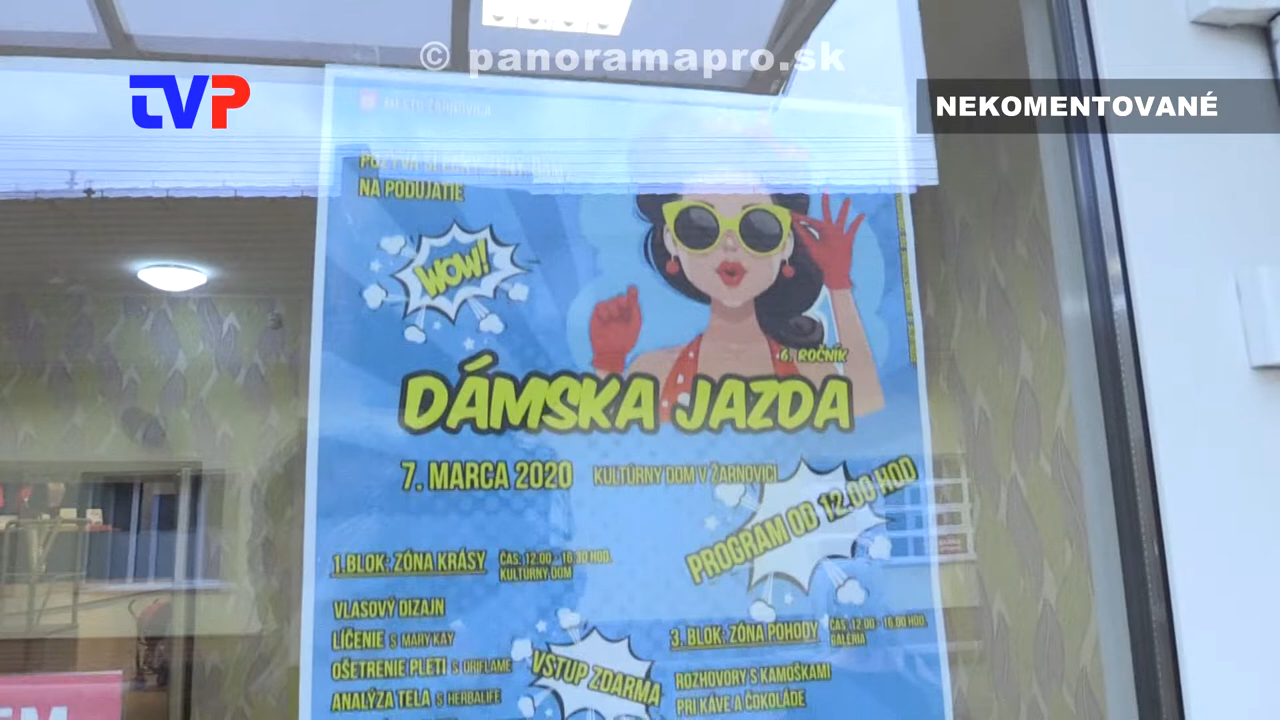 © panoramapro.sk
TVP
NEKOMENTOVANÉ
NA PODUJATIE
WOW!
6. ROČNÍK
DÁMSKA JAZDA
7. MARCA 2020 KULTÚRNY DOM V ŽARNOVICI
PROGRAM OD 12.00 HOD
1.BLOK: ZÓNA KRÁSY
ČAS: 12:00 - 16:30 HOD.
KULTÚRNY DOM
VLASOVÝ DIZAJN
LÍČENIE S MARY KAY
OŠETRENIE PLETI S ORIFLAME
ANALÝZA TELA S HERBALIFE
VSTUP ZDARMA
3. BLOK: ZÓNA POHODY
ČAS: 12:00 - 16.00 HOD.
GALÉRIA
ROZHOVORY S KAMOŠKAMI
PRI KÁVE A ČOKOLÁDE